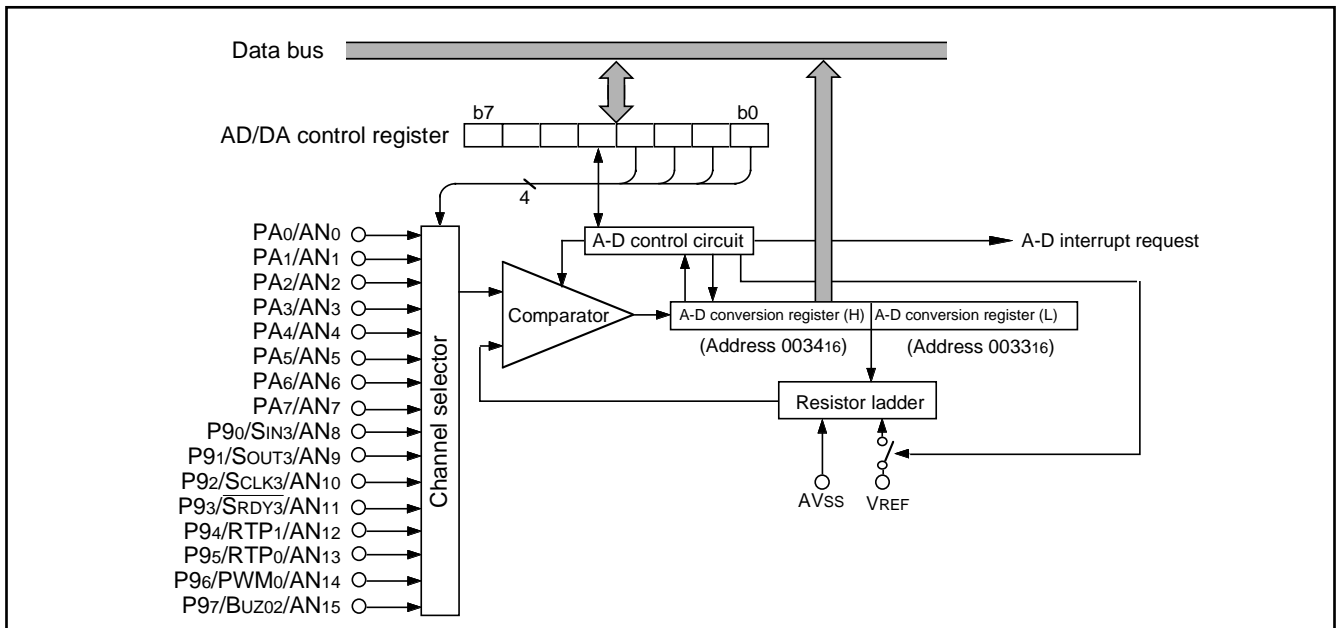 Data bus
b7 b0
AD/DA control register
4
PA0/AN0
PA1/AN1
PA2/AN2
PA3/AN3
PA4/AN4
PA5/AN5
PA6/AN6
PA7/AN7
P90/SIN3/AN8
P91/SOUT3/AN9
P92/SCLK3/AN10
P93/SRDY3/AN11
P94/RTP1/AN12
P95/RTP0/AN13
P96/PWM0/AN14
P97/BUZ02/AN15
Channel selector
A-D control circuit
A-D interrupt request
Comparator
A-D conversion register (H) A-D conversion register (L)
(Address 003416) (Address 003316)
Resistor ladder
AVSS VREF